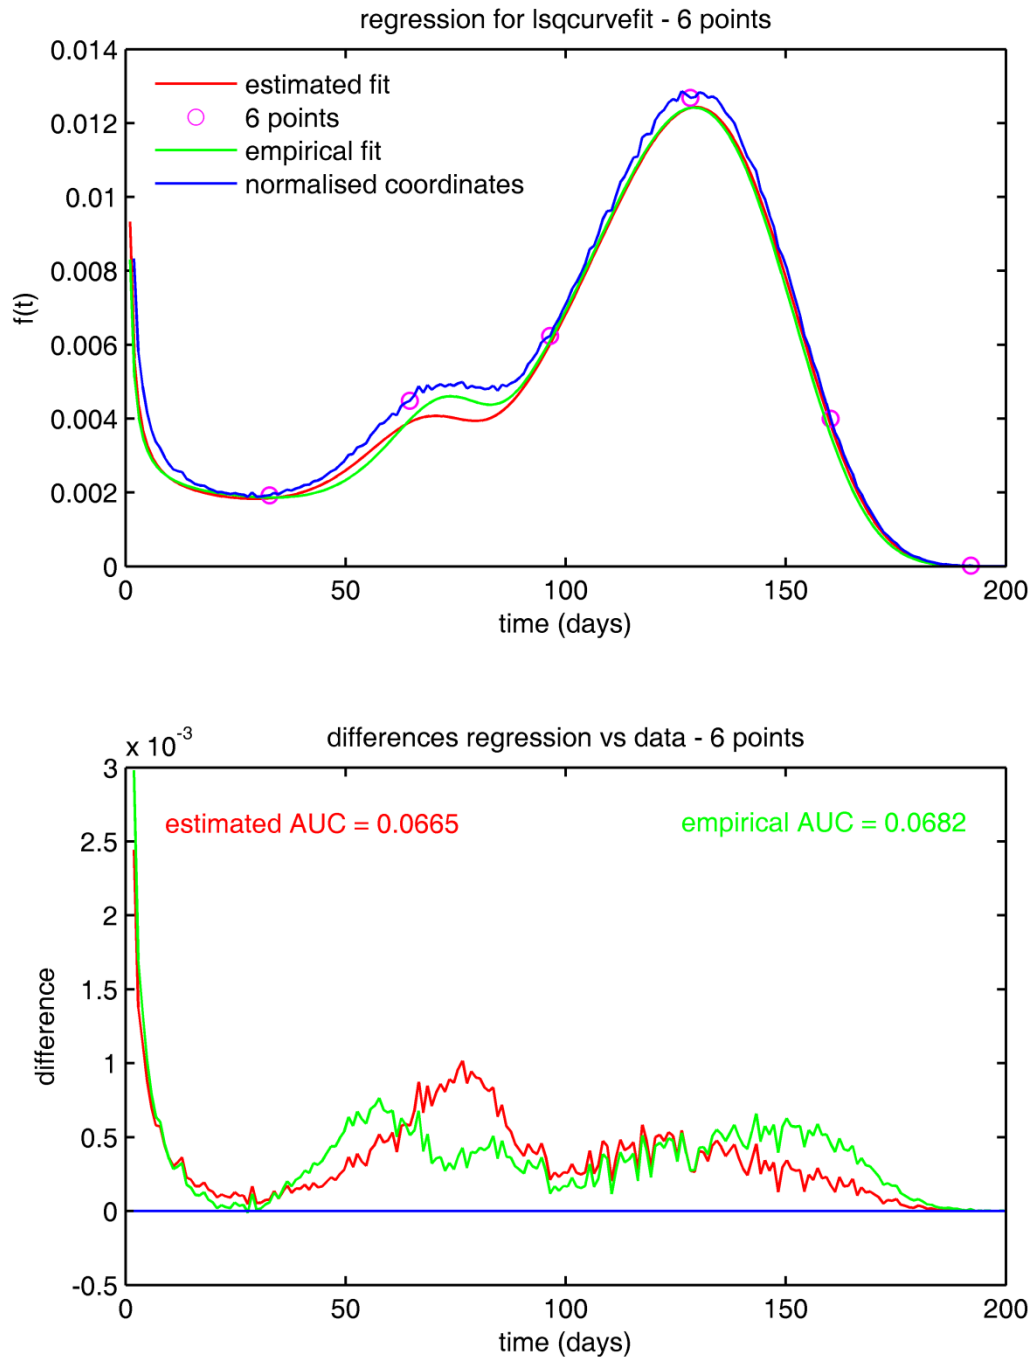 regression for lsqcurvefit - 6 points
0.014
0.012
0.01
0.008
0.006
0.004
0.002
0
f(t)
estimated fit
6 points
empirical fit
normalised coordinates
0 50 100 150 200
time (days)
differences regression vs data - 6 points
x 10^-3
3
2.5
2
1.5
1
0.5
0
-0.5
difference
estimated AUC = 0.0665
empirical AUC = 0.0682
0 50 100 150 200
time (days)